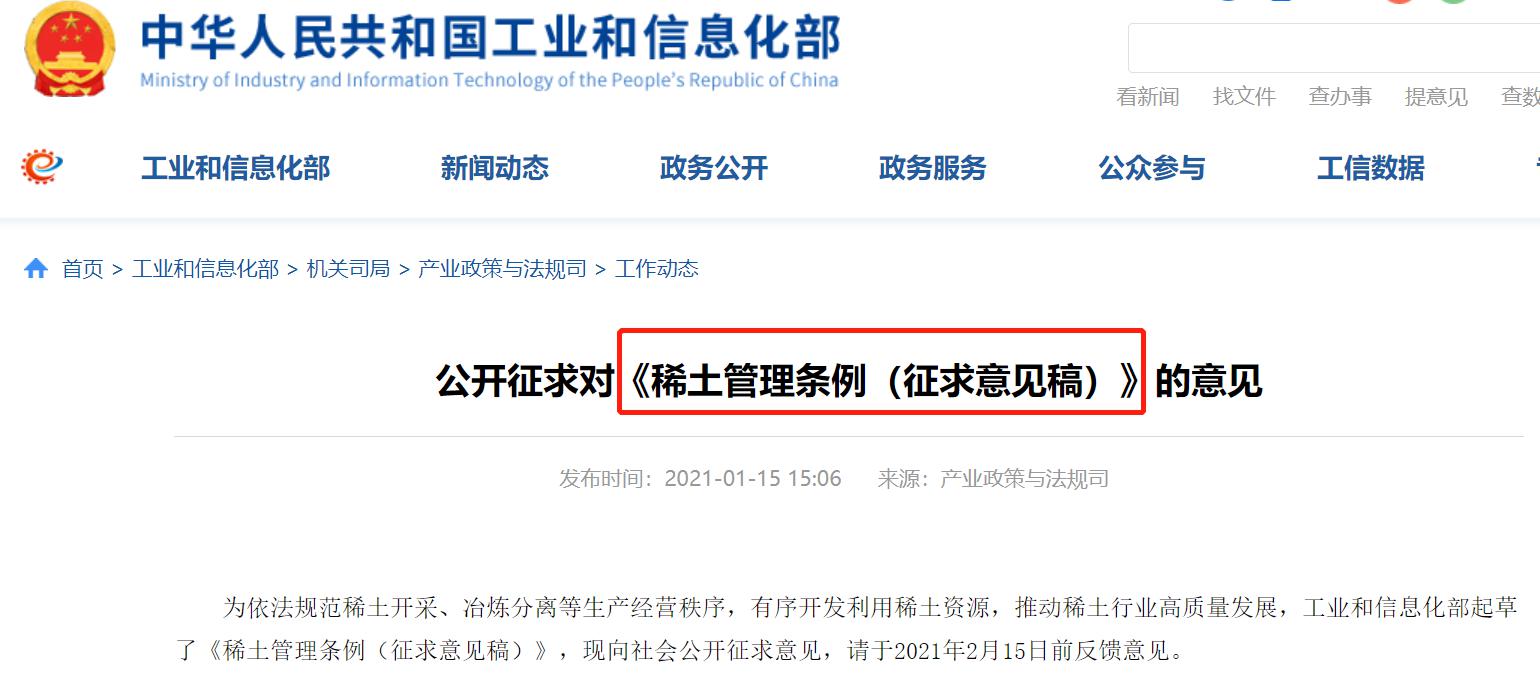 中华人民共和国工业和信息化部
Ministry of Industry and Information Technology of the People's Republic of China
看新闻 找文件 查办事 提意见 查数
工业和信息化部 新闻动态 政务公开 政务服务 公众参与 工信数据
首页 > 工业和信息化部 > 机关司局 > 产业政策与法规司 > 工作动态
公开征求对《稀土管理条例（征求意见稿）》的意见
发布时间：2021-01-15 15:06 来源：产业政策与法规司
为依法规范稀土开采、冶炼分离等生产经营秩序，有序开发利用稀土资源，推动稀土行业高质量发展，工业和信息化部起草
了《稀土管理条例（征求意见稿）》，现向社会公开征求意见，请于2021年2月15日前反馈意见。